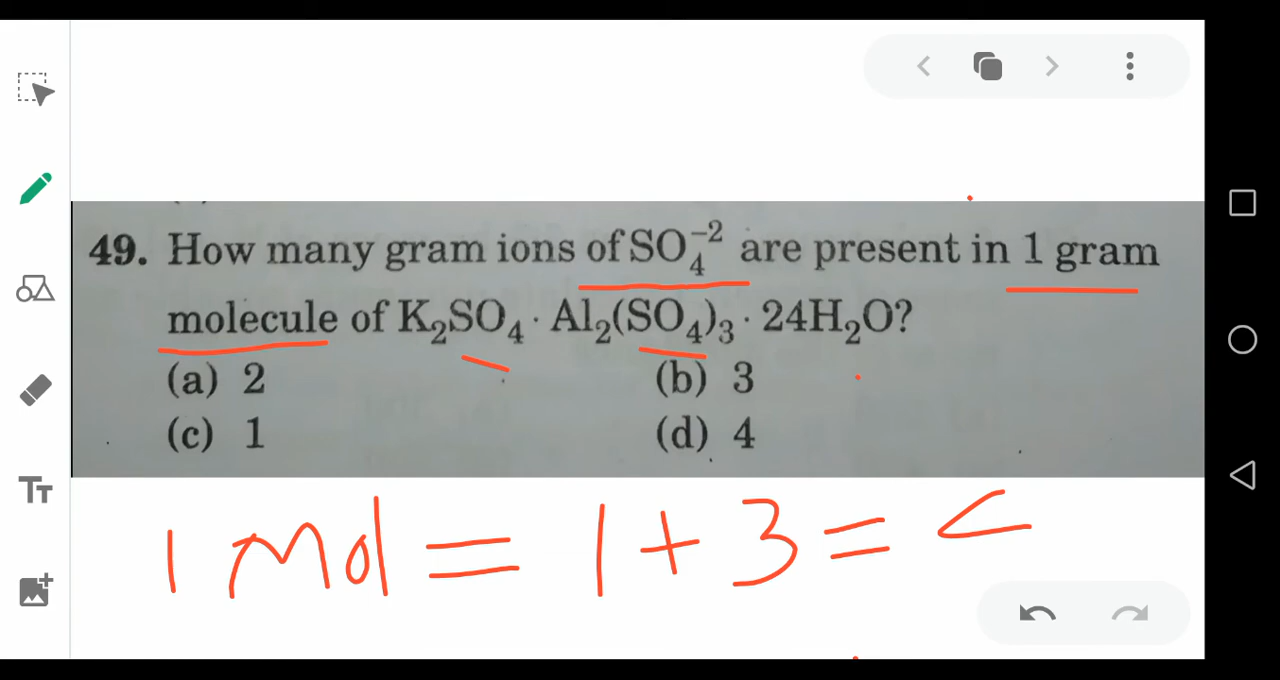 49. How many gram ions of SO₄⁻² are present in 1 gram
molecule of K₂SO₄ · Al₂(SO₄)₃ · 24H₂O?
(a) 2 (b) 3
(c) 1 (d) 4
1 Mol = 1 + 3 =
Tт